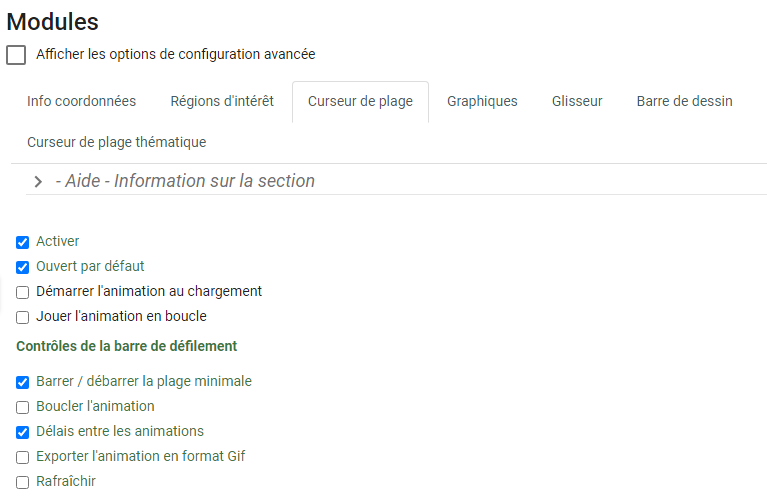 Modules
Afficher les options de configuration avancée
Info coordonnées Régions d'intérêt Curseur de plage Graphiques Glisseur Barre de dessin
Curseur de plage thématique
- Aide - Information sur la section
Activer
Ouvert par défaut
Démarrer l'animation au chargement
Jouer l'animation en boucle
Contrôles de la barre de défilement
Barrer / débarrer la plage minimale
Boucler l'animation
Délais entre les animations
Exporter l'animation en format Gif
Rafraîchir